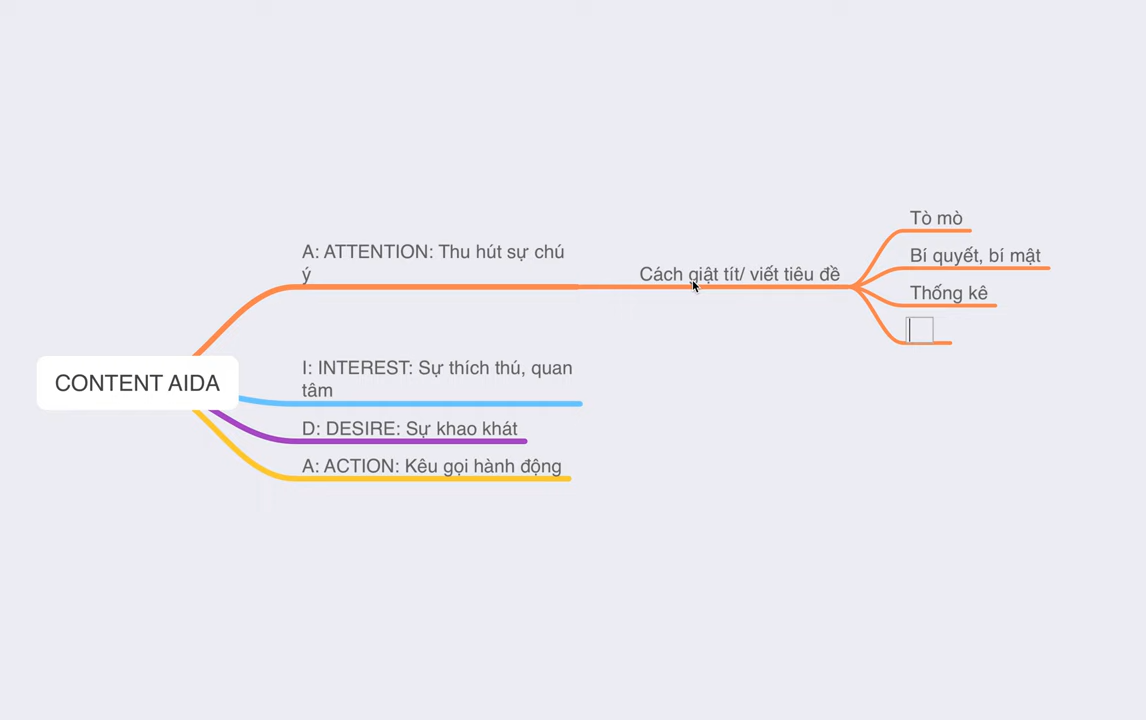 CONTENT AIDA
A: ATTENTION: Thu hút sự chú
ý
Cách giật tít/ viết tiêu đề
Tò mò
Bí quyết, bí mật
Thống kê
I: INTEREST: Sự thích thú, quan
tâm
D: DESIRE: Sự khao khát
A: ACTION: Kêu gọi hành động